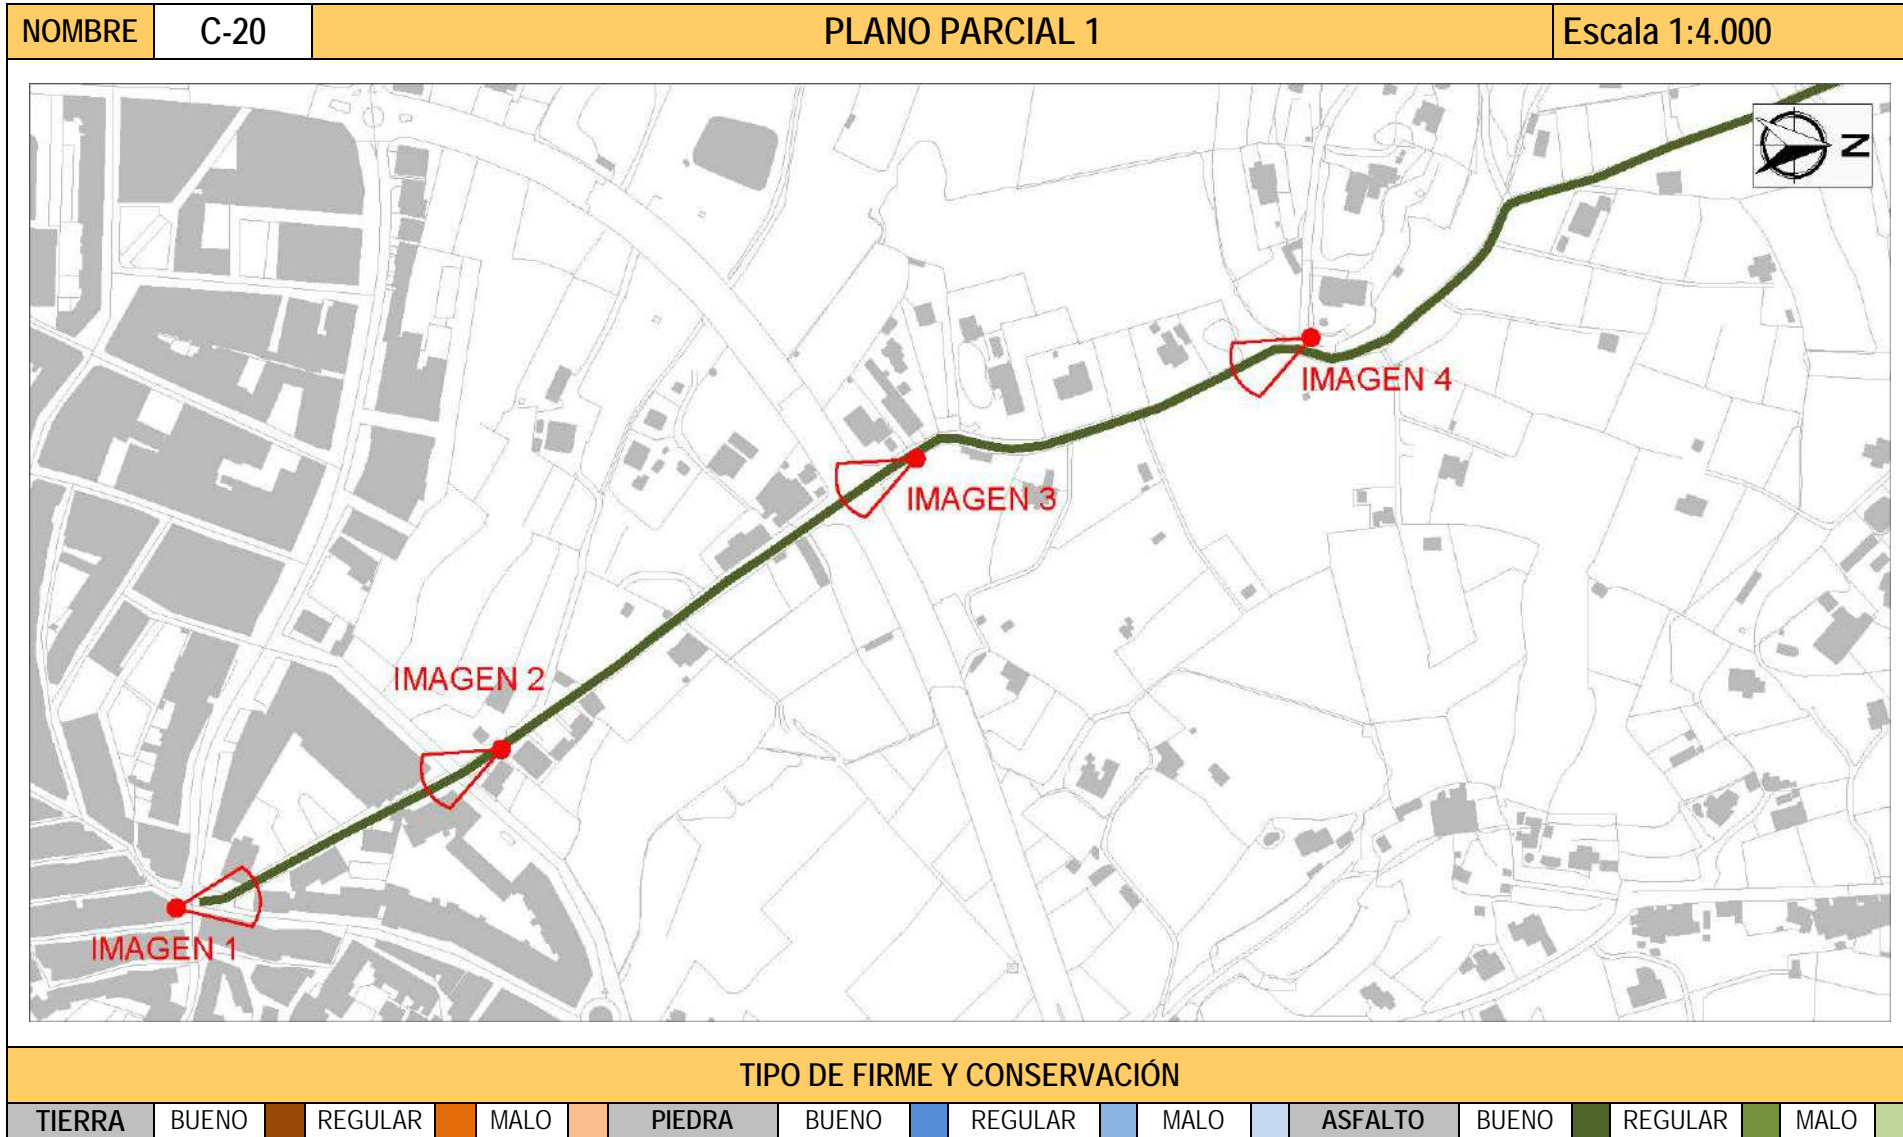 NOMBRE C-20 PLANO PARCIAL 1 Escala 1:4.000
N
IMAGEN 4
IMAGEN 3
IMAGEN 2
IMAGEN 1
TIPO DE FIRME Y CONSERVACIÓN
TIERRA BUENO REGULAR MALO PIEDRA BUENO REGULAR MALO ASFALTO BUENO REGULAR MALO